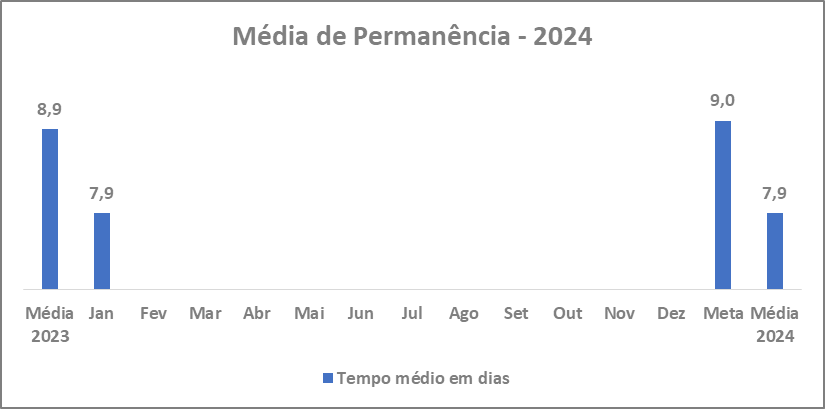 Média de Permanência - 2024
8,9
7,9
9,0
7,9
Média 2023 Jan Fev Mar Abr Mai Jun Jul Ago Set Out Nov Dez Meta Média 2024
Tempo médio em dias